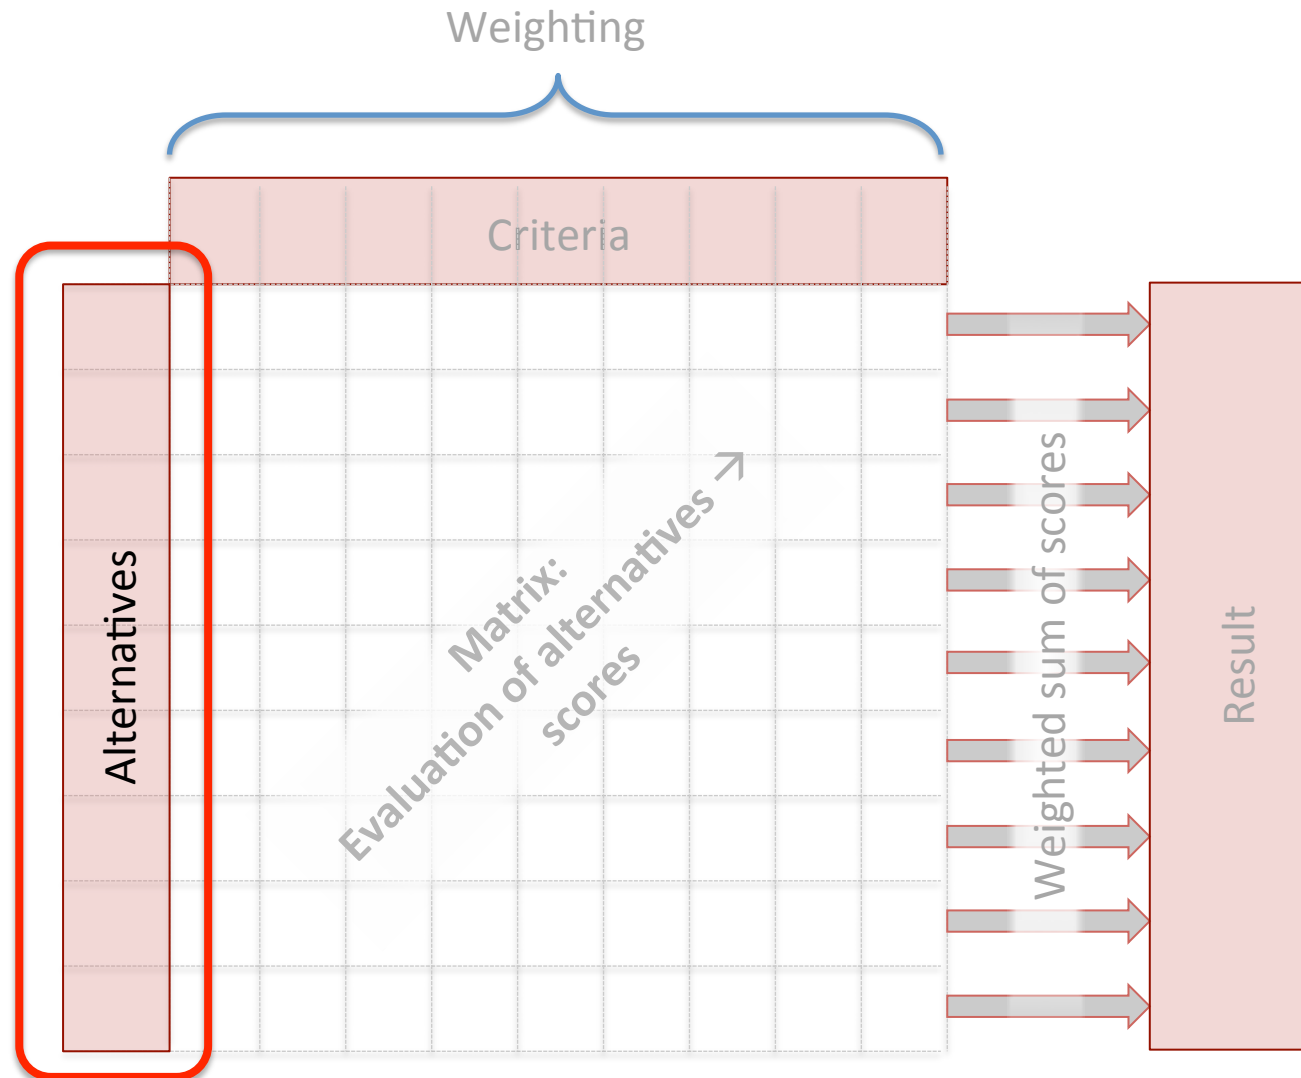 Weighting
Criteria
Alternatives
Matrix:
Evaluation of alternatives →
scores
Weighted sum of scores
Result